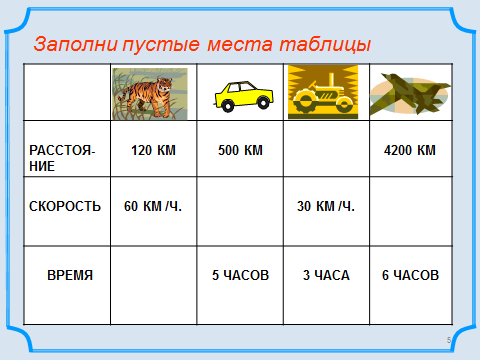 Заполни пустые места таблицы
РАССТОЯ-
НИЕ
120 КМ
500 КМ
4200 КМ
СКОРОСТЬ
60 КМ /Ч.
30 КМ /Ч.
ВРЕМЯ
5 ЧАСОВ
3 ЧАСА
6 ЧАСОВ
5